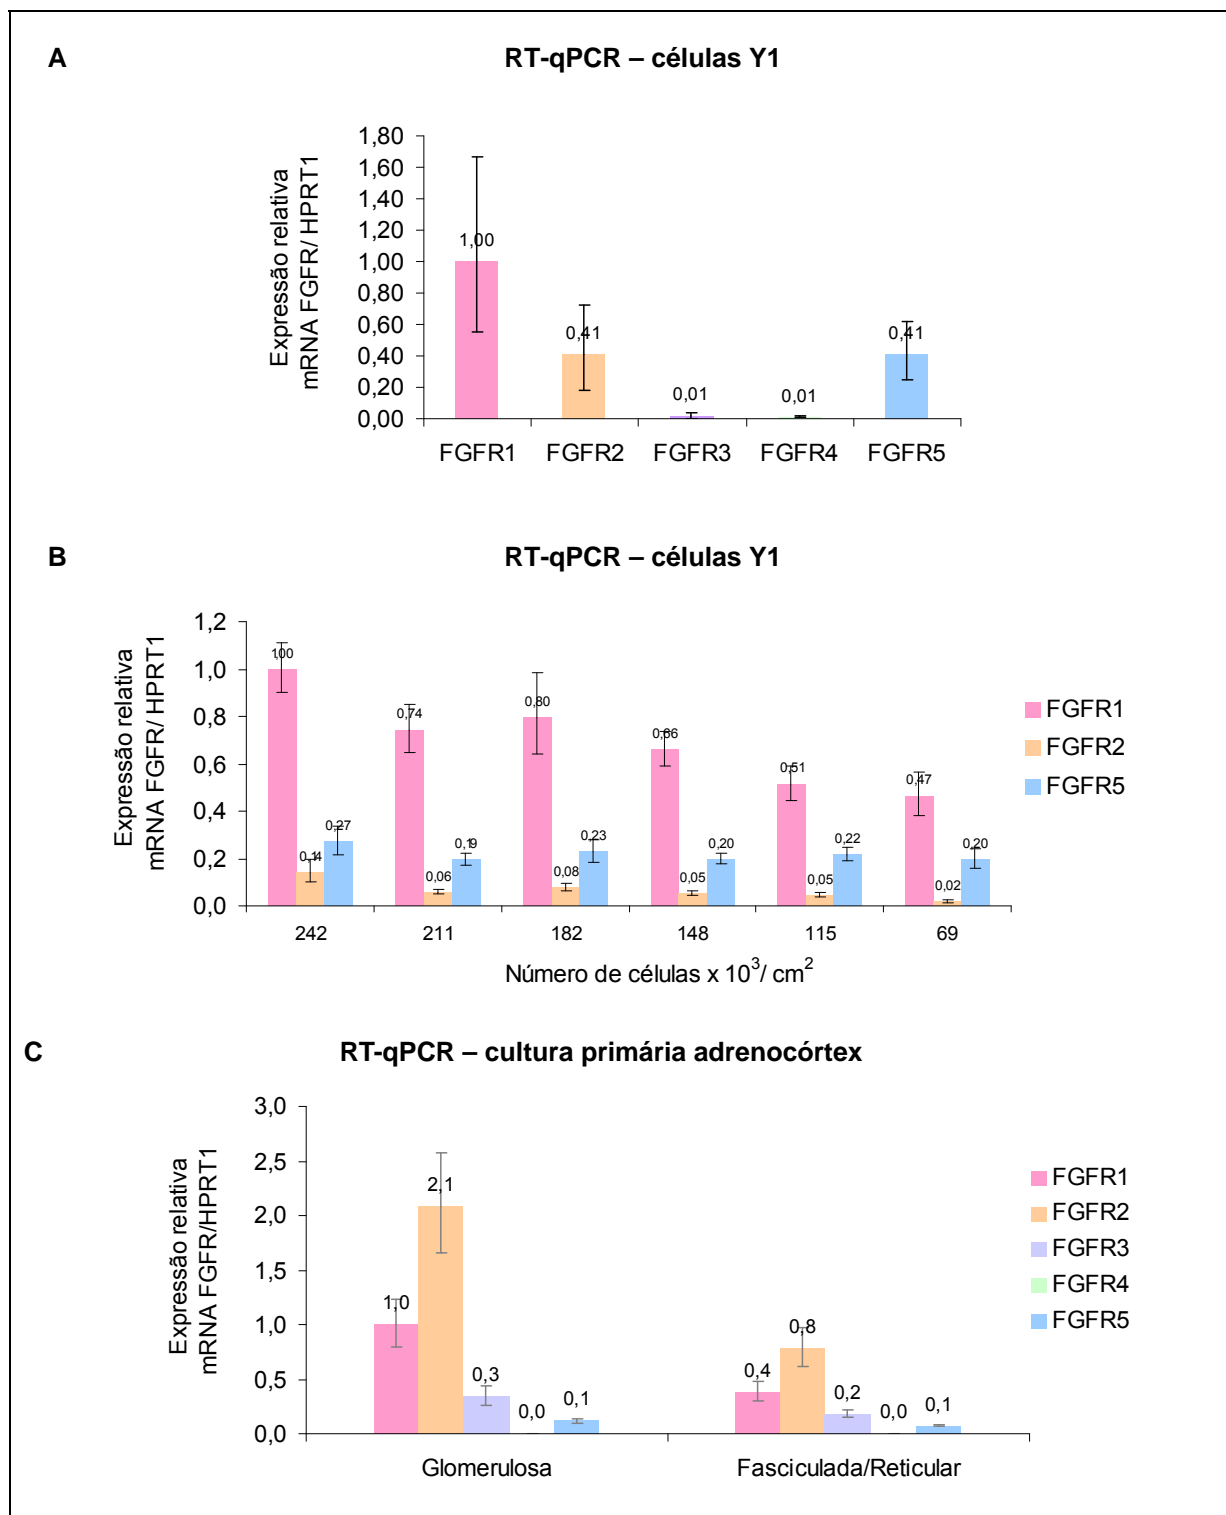 A
RT-qPCR – células Y1
Expressão relativa
mRNA FGFR/ HPRT1
1,80
1,60
1,40
1,20
1,00
0,80
0,60
0,40
0,20
0,00
1,00
0,41
0,01
0,01
0,41
FGFR1 FGFR2 FGFR3 FGFR4 FGFR5
B
RT-qPCR – células Y1
Expressão relativa
mRNA FGFR/ HPRT1
1,2
1,0
0,8
0,6
0,4
0,2
0,0
1,00
0,14
0,27
0,74
0,06
0,19
0,80
0,08
0,23
0,66
0,05
0,20
0,51
0,05
0,22
0,47
0,02
0,20
242 211 182 148 115 69
Número de células x 10³/ cm²
FGFR1
FGFR2
FGFR5
C
RT-qPCR – cultura primária adrenocórtex
Expressão relativa
mRNA FGFR/HPRT1
3,0
2,5
2,0
1,5
1,0
0,5
0,0
1,0
2,1
0,3
0,0
0,1
0,4
0,8
0,2
0,0
0,1
Glomerulosa Fasciculada/Reticular
FGFR1
FGFR2
FGFR3
FGFR4
FGFR5